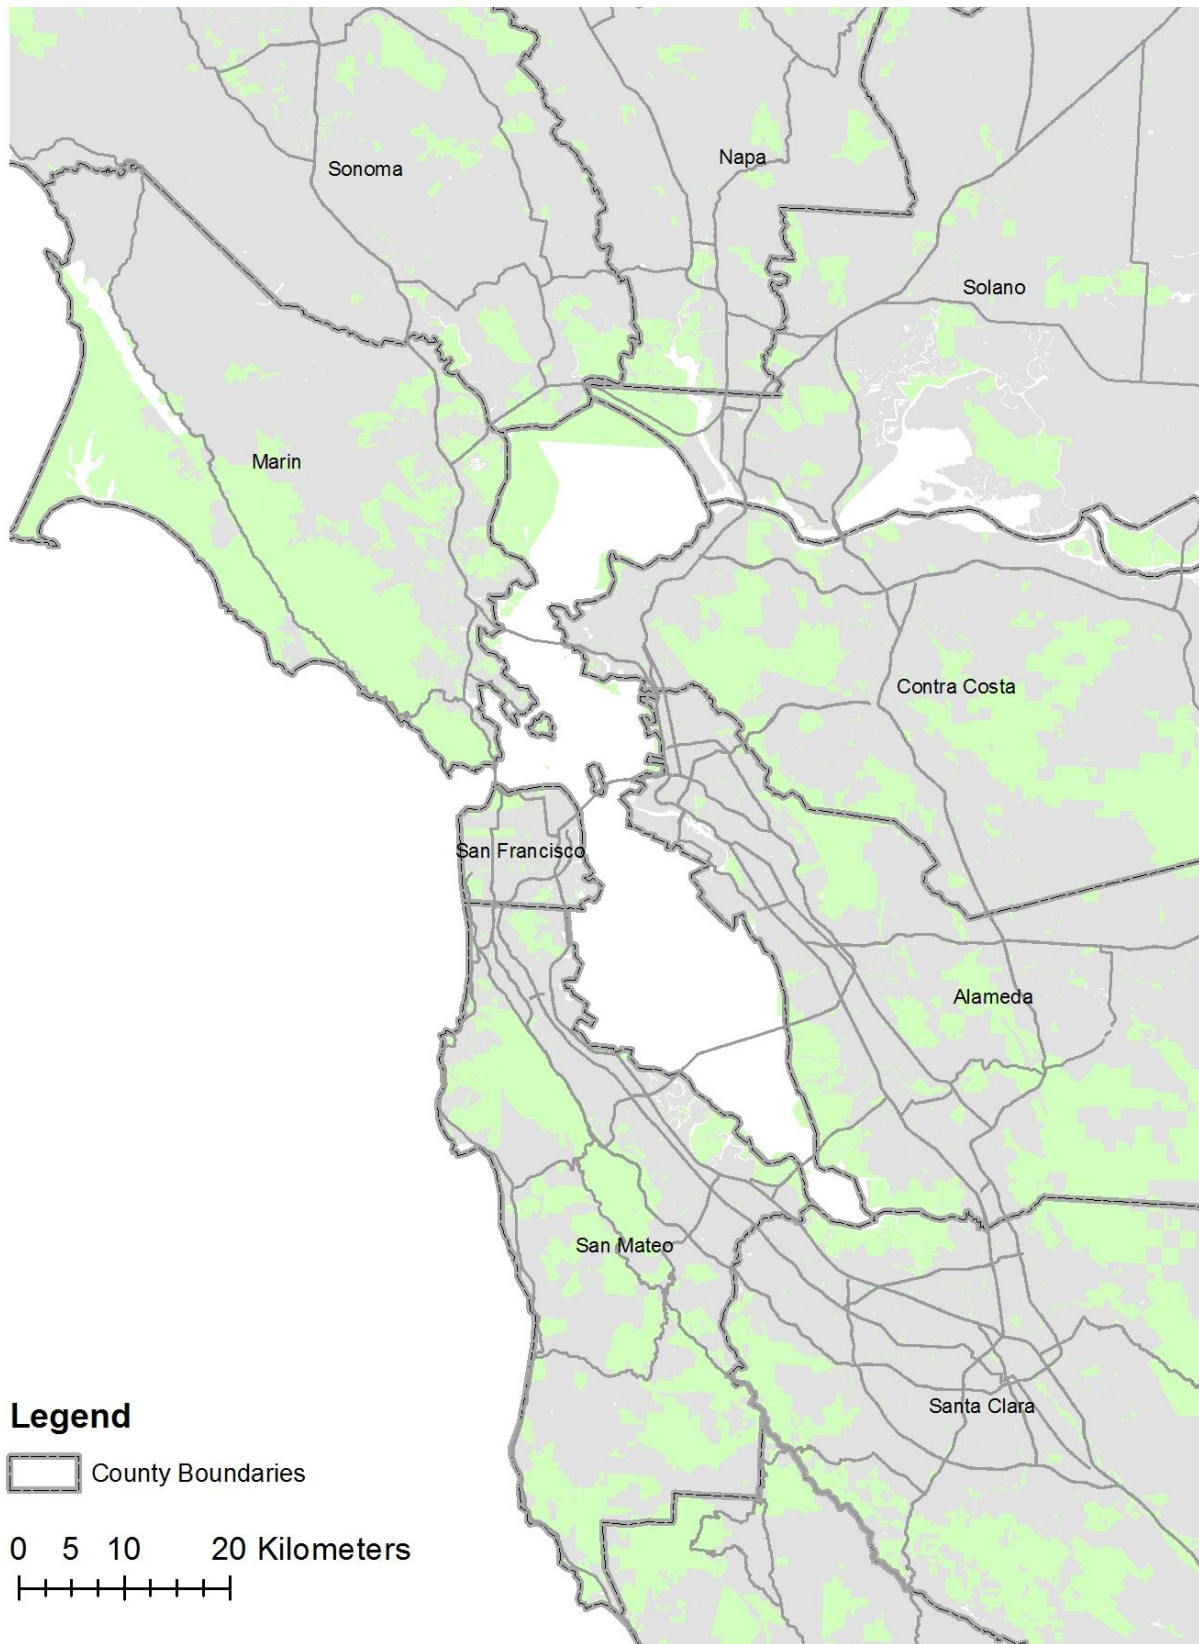 Napa
Sonoma
Solano
Marin
Contra Costa
San Francisco
Alameda
San Mateo
Santa Clara
Legend
County Boundaries
0 5 10 20 Kilometers